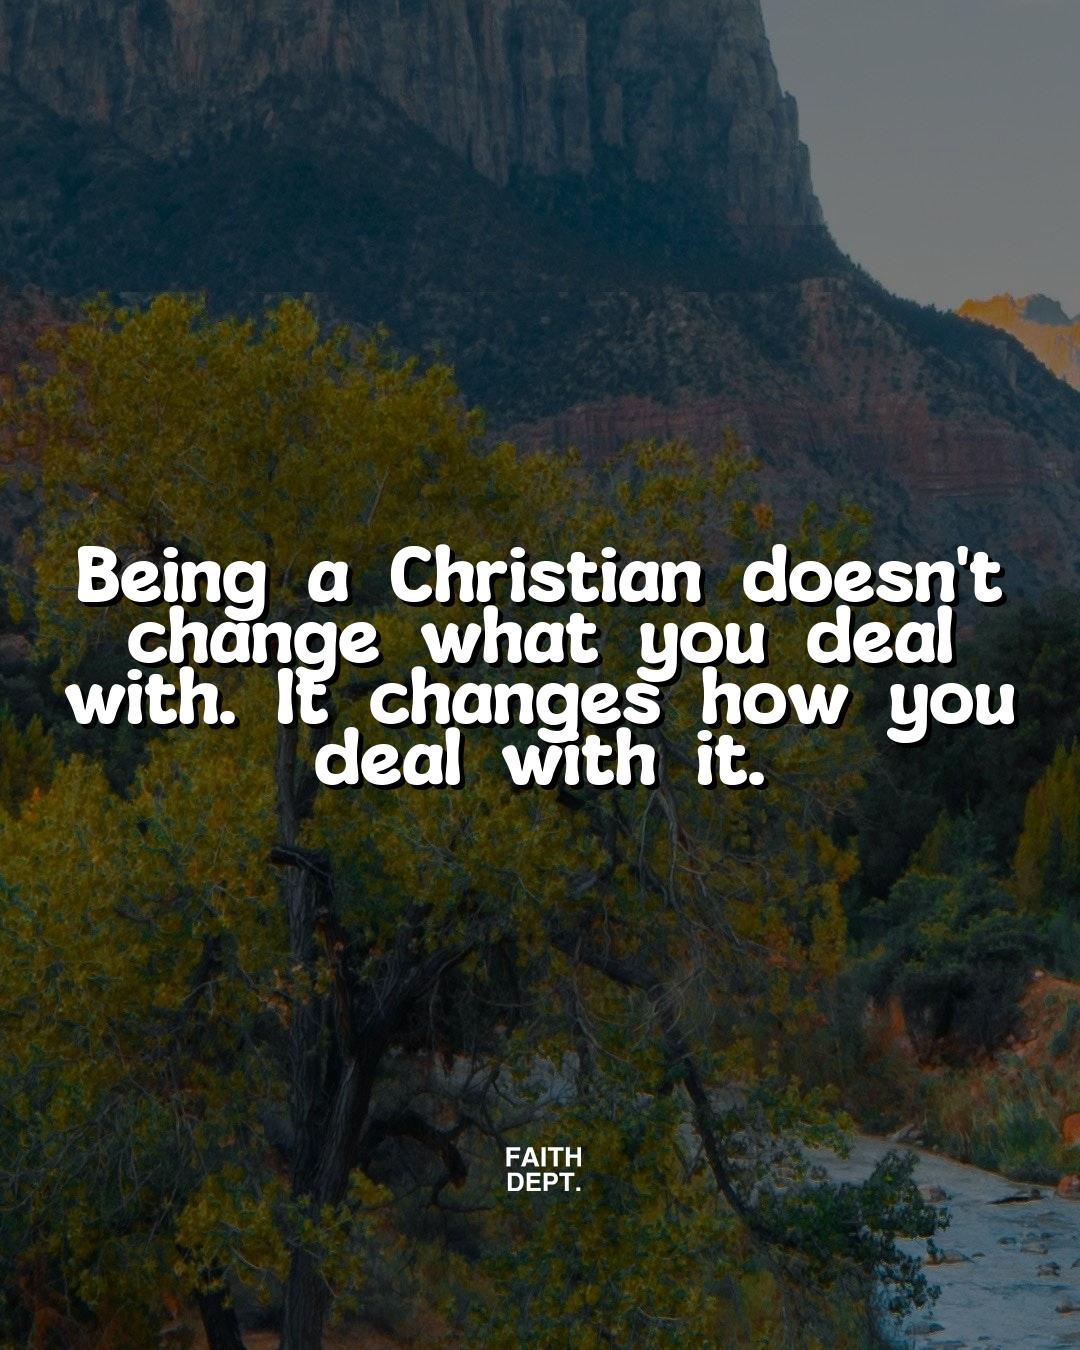 Being a Christian doesn't
change what you deal
with. It changes how you
deal with it.
FAITH
DEPT.